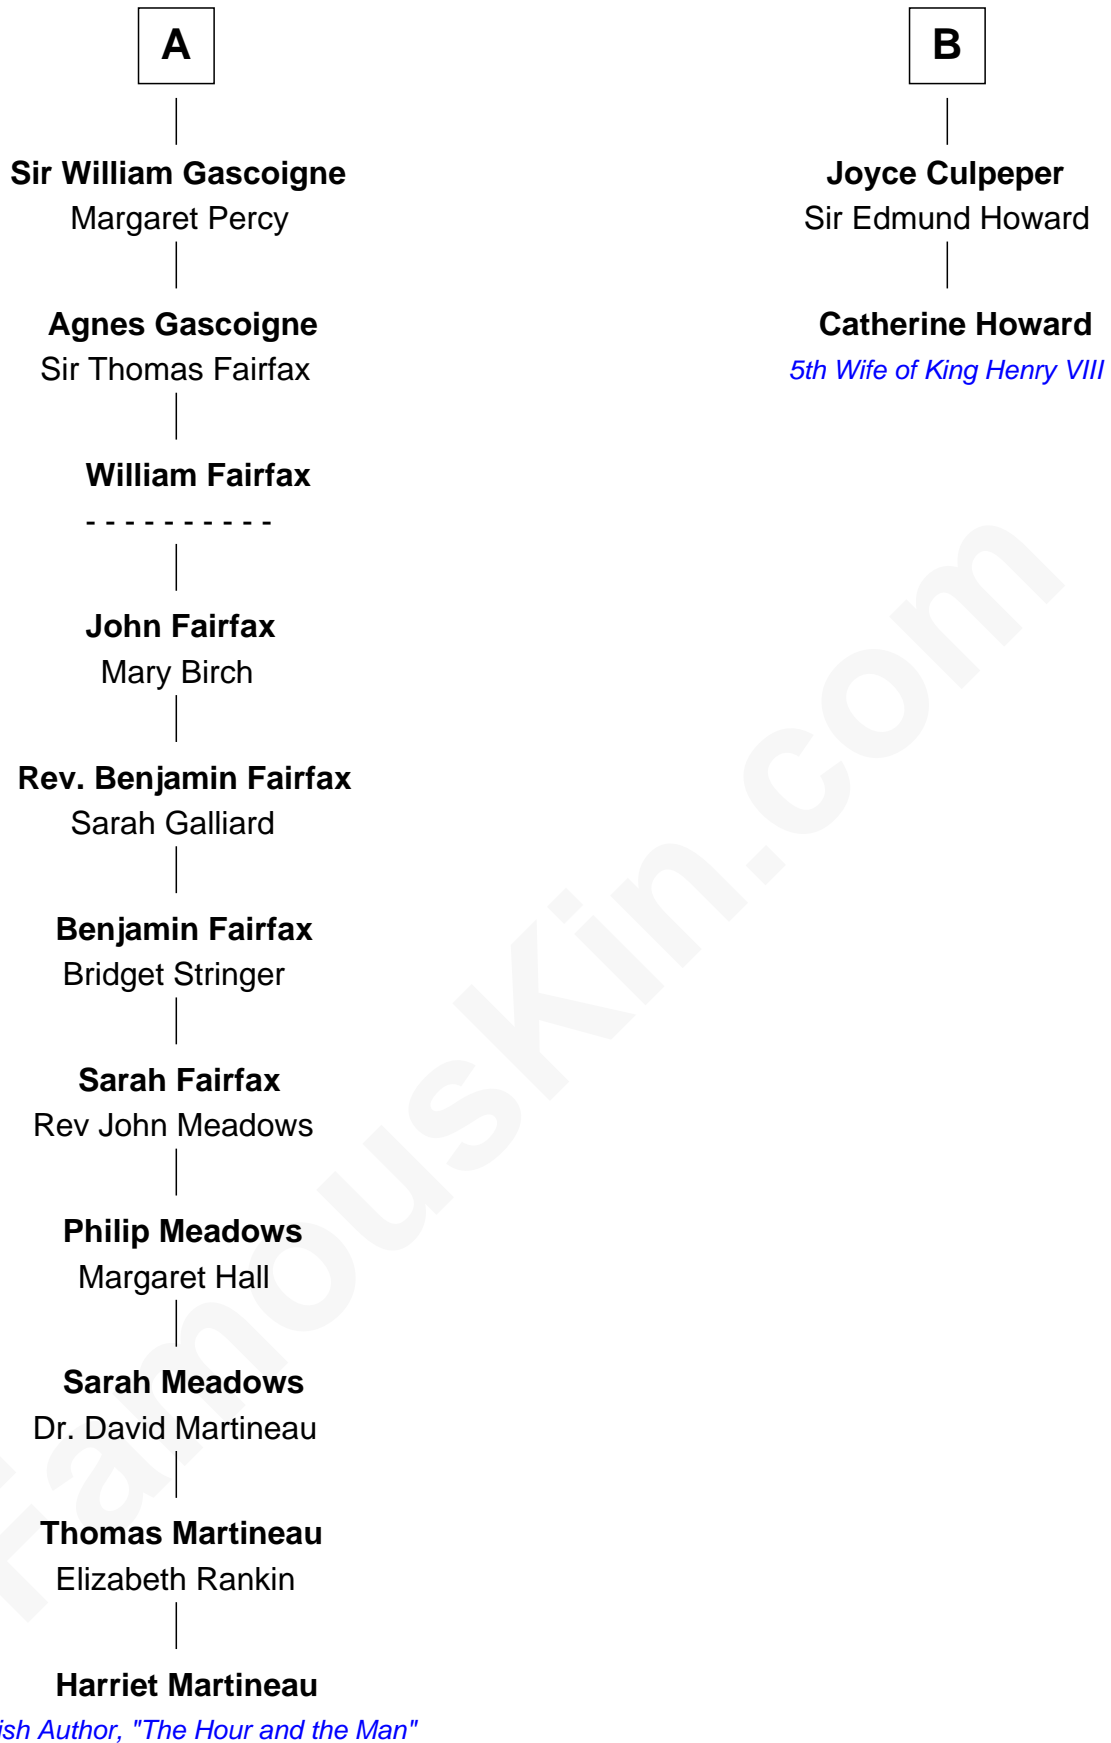 A
Sir William Gascoigne
Margaret Percy
Agnes Gascoigne
Sir Thomas Fairfax
William Fairfax
- - - - - - - - - -
John Fairfax
Mary Birch
Rev. Benjamin Fairfax
Sarah Galliard
Benjamin Fairfax
Bridget Stringer
Sarah Fairfax
Rev John Meadows
Philip Meadows
Margaret Hall
Sarah Meadows
Dr. David Martineau
Thomas Martineau
Elizabeth Rankin
Harriet Martineau
ish Author, "The Hour and the Man"
B
Joyce Culpeper
Sir Edmund Howard
Catherine Howard
5th Wife of King Henry VIII
FamousKin.com